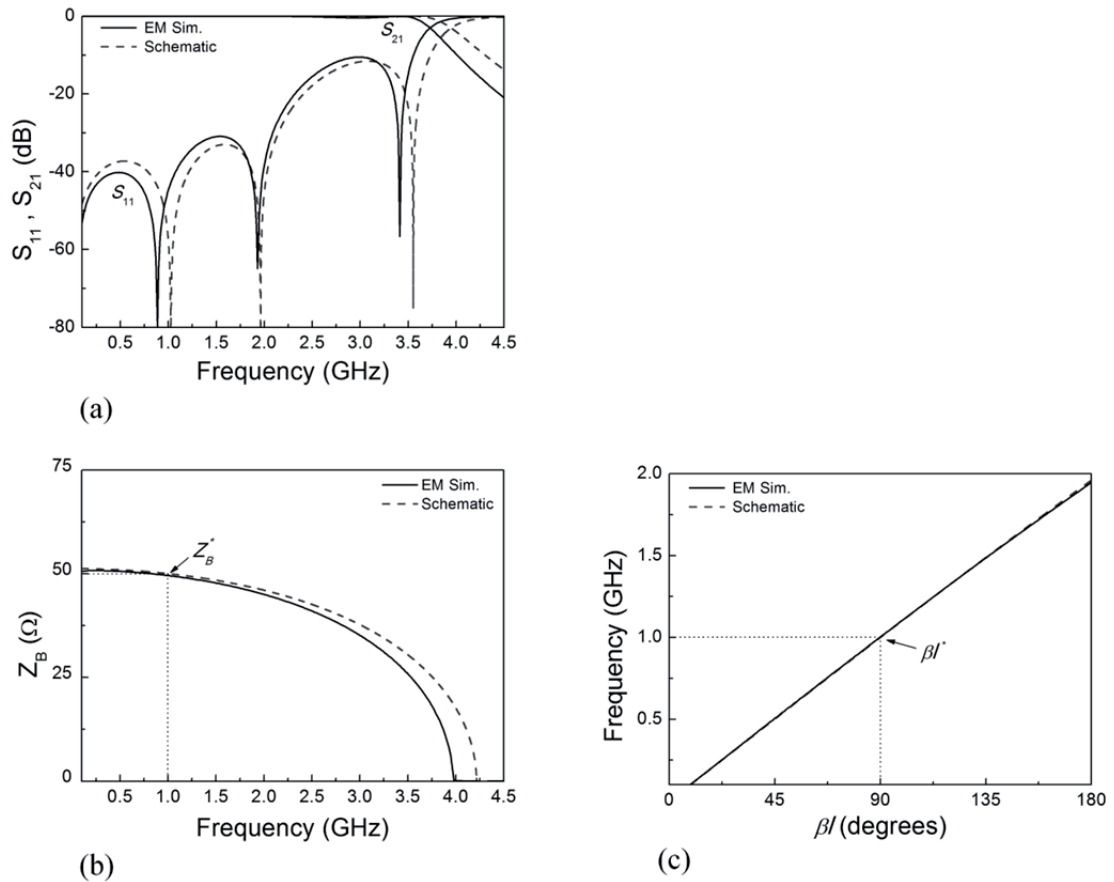 0
-20
-40
-60
-80
S₁₁ , S₂₁ (dB)
EM Sim.
Schematic
S₂₁
S₁₁
0.5 1.0 1.5 2.0 2.5 3.0 3.5 4.0 4.5
Frequency (GHz)
(a)
75
50
25
0
Z_B (Ω)
EM Sim.
Schematic
Z_B*
0.5 1.0 1.5 2.0 2.5 3.0 3.5 4.0 4.5
Frequency (GHz)
(b)
2.0
1.5
1.0
0.5
Frequency (GHz)
EM Sim.
Schematic
βl*
0 45 90 135 180
βl (degrees)
(c)